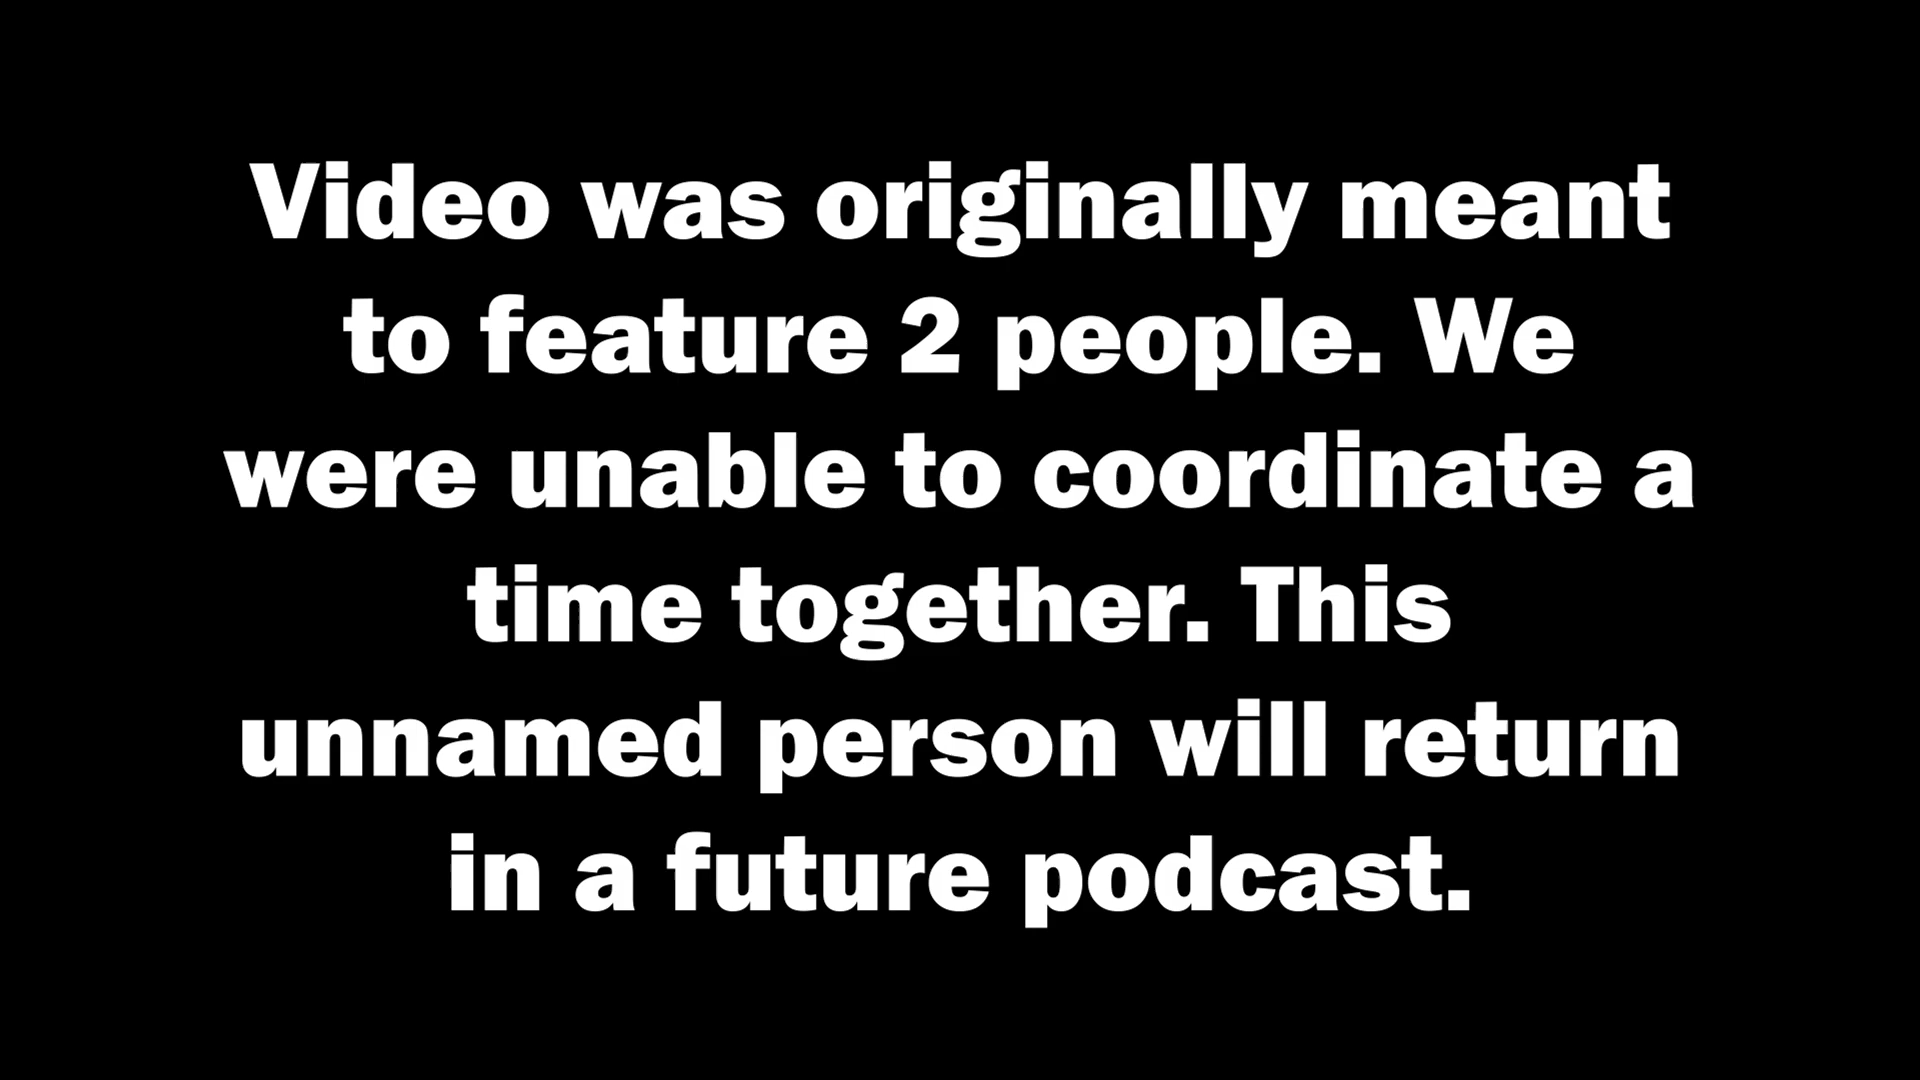 Video was originally meant
to feature 2 people. We
were unable to coordinate a
time together. This
unnamed person will return
in a future podcast.